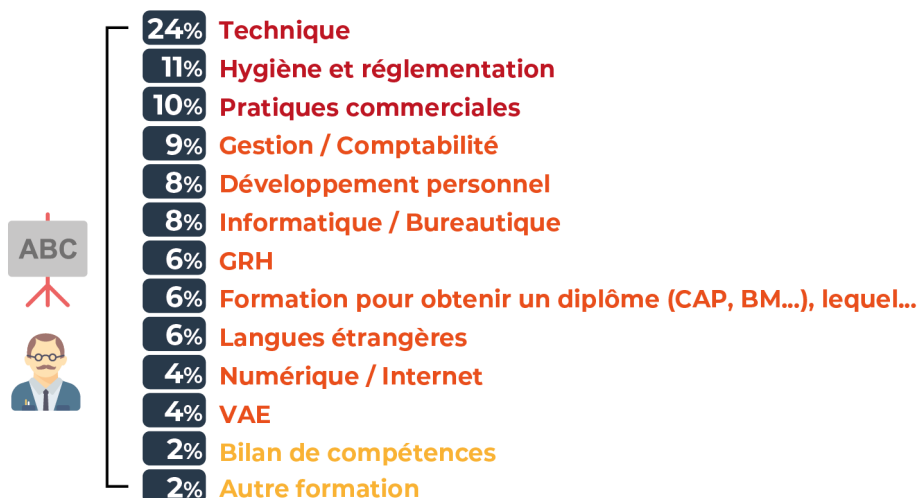 24% Technique
11% Hygiène et réglementation
10% Pratiques commerciales
9% Gestion / Comptabilité
8% Développement personnel
8% Informatique / Bureautique
6% GRH
6% Formation pour obtenir un diplôme (CAP, BM...), lequel...
6% Langues étrangères
4% Numérique / Internet
4% VAE
2% Bilan de compétences
2% Autre formation
ABC